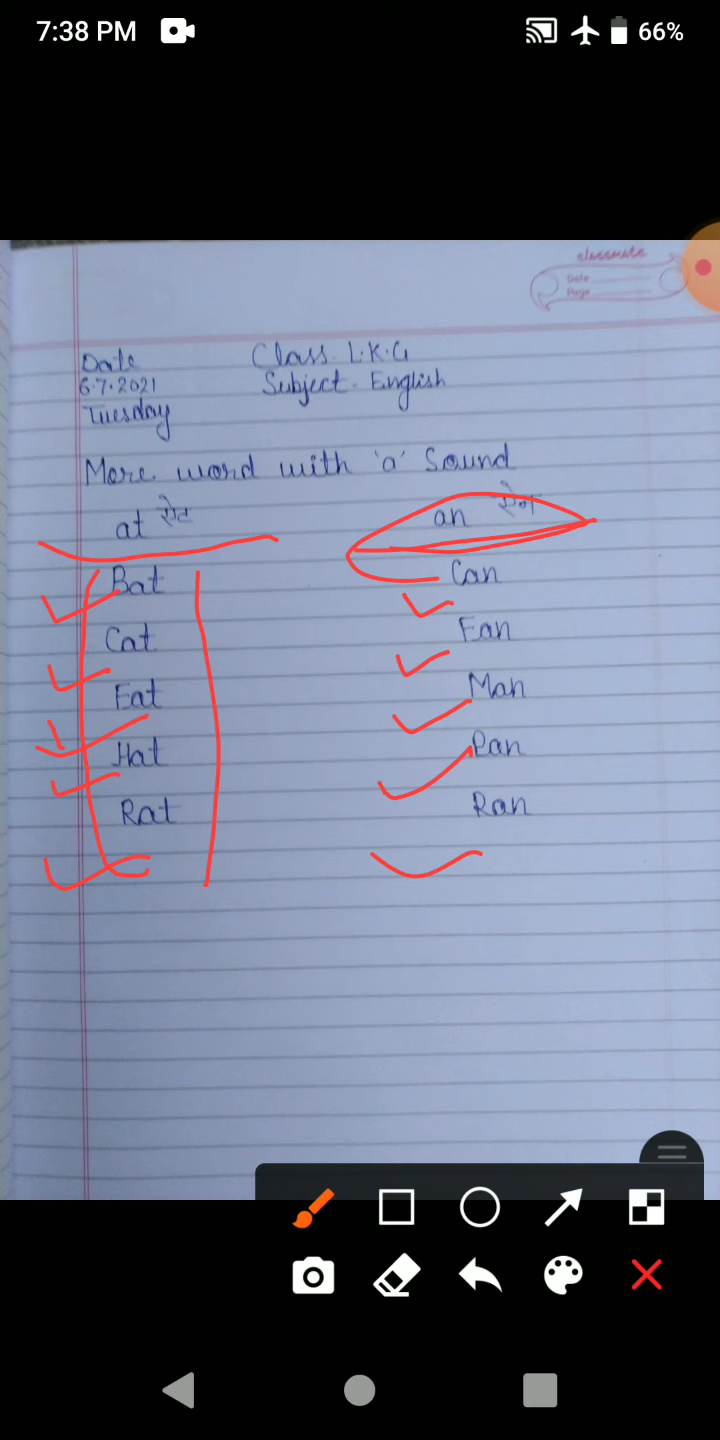 7:38 PM 66%
classmate
Date
Page
Date Class L.K.G
6.7.2021 Subject - English
Tuesday
More word with 'a' Sound
at ऐट an ऐन
Bat Can
Cat Fan
Fat Man
Hat Pan
Rat Ran